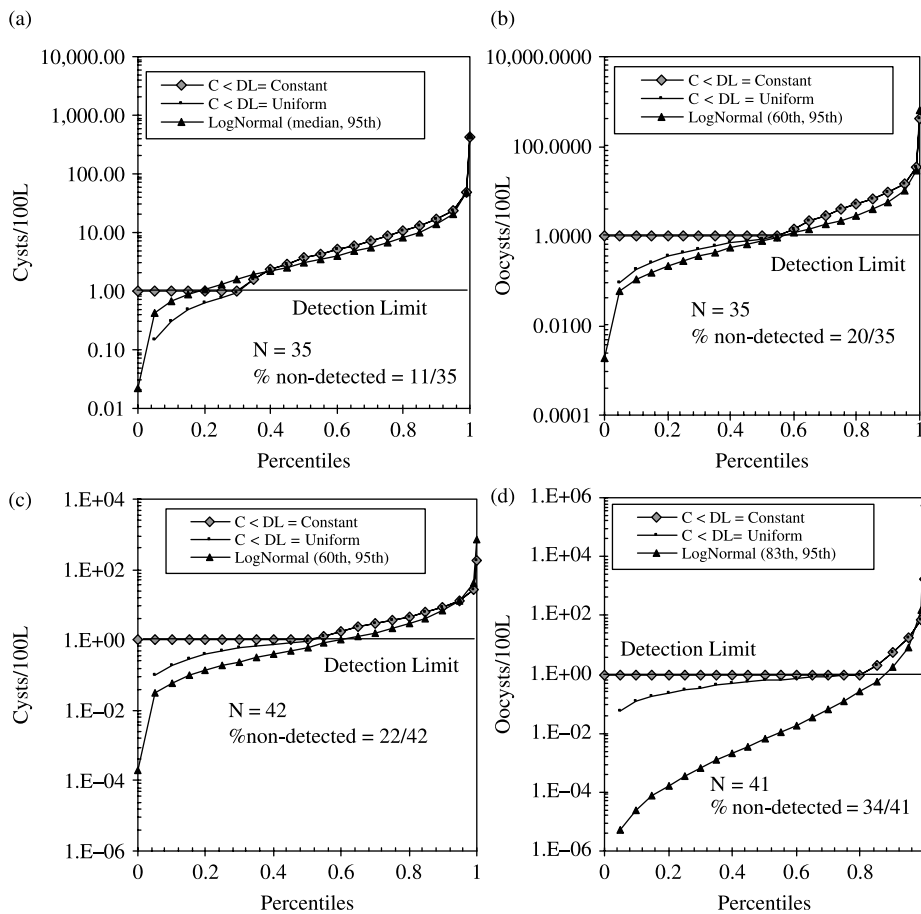 (a)
10,000.00
1,000.00
100.00
10.00
1.00
0.10
0.01
Cysts/100L
C < DL= Constant
C < DL= Uniform
LogNormal (median, 95th)
Detection Limit
N = 35
% non-detected = 11/35
0 0.2 0.4 0.6 0.8 1
Percentiles
(b)
10,000.0000
100.0000
1.0000
0.0100
0.0001
Oocysts/100L
C < DL = Constant
C < DL = Uniform
LogNormal (60th, 95th)
Detection Limit
N = 35
% non-detected = 20/35
0 0.2 0.4 0.6 0.8 1
Percentiles
(c)
1.E+04
1.E+02
1.E+00
1.E–02
1.E–04
1.E–06
Cysts/100L
C < DL = Constant
C < DL = Uniform
LogNormal (60th, 95th)
Detection Limit
N = 42
%non-detected = 22/42
0 0.2 0.4 0.6 0.8 1
Percentiles
(d)
1.E+06
1.E+04
1.E+02
1.E+00
1.E–02
1.E–04
1.E–06
Oocysts/100L
C < DL = Constant
C < DL= Uniform
LogNormal (83th, 95th)
Detection Limit
N = 41
% non-detected = 34/41
0 0.2 0.4 0.6 0.8 1
Percentiles